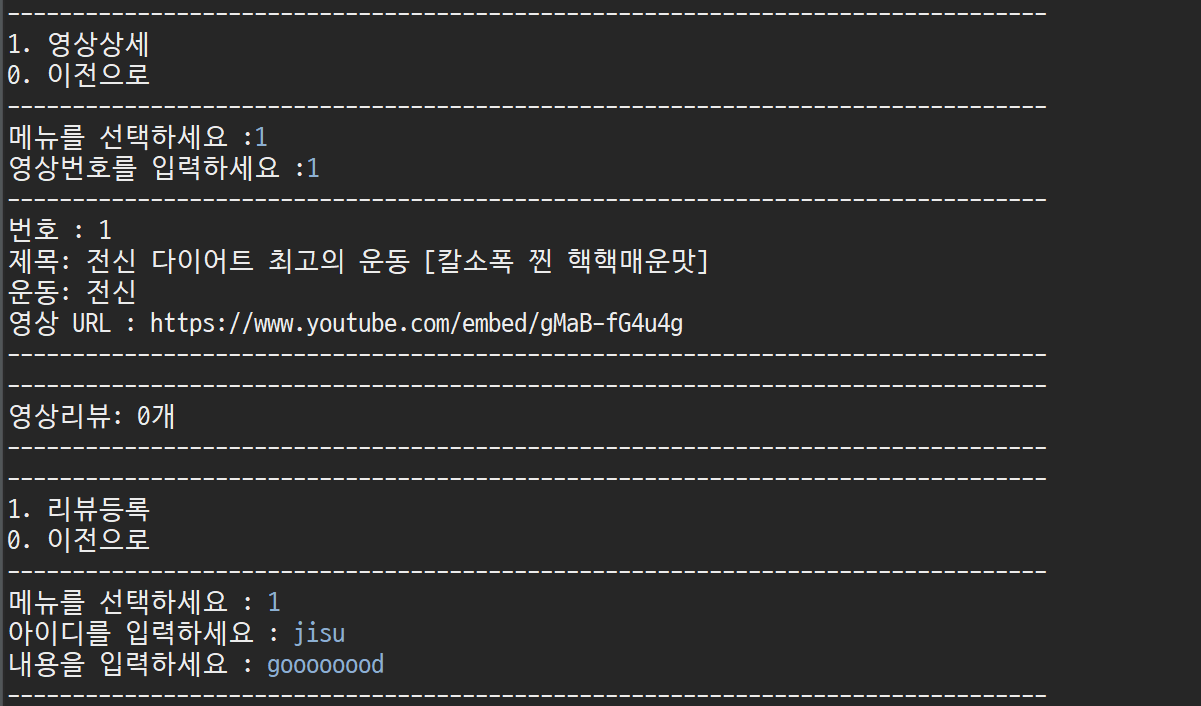 --------------------------------------------------------------------------------
1. 영상상세
0. 이전으로
--------------------------------------------------------------------------------
메뉴를 선택하세요 :1
영상번호를 입력하세요 :1
--------------------------------------------------------------------------------
번호 : 1
제목: 전신 다이어트 최고의 운동 [칼소폭 찐 핵핵매운맛]
운동: 전신
영상 URL : https://www.youtube.com/embed/gMaB-fG4u4g
--------------------------------------------------------------------------------
--------------------------------------------------------------------------------
영상리뷰: 0개
--------------------------------------------------------------------------------
--------------------------------------------------------------------------------
1. 리뷰등록
0. 이전으로
--------------------------------------------------------------------------------
메뉴를 선택하세요 : 1
아이디를 입력하세요 : jisu
내용을 입력하세요 : goooooood
--------------------------------------------------------------------------------